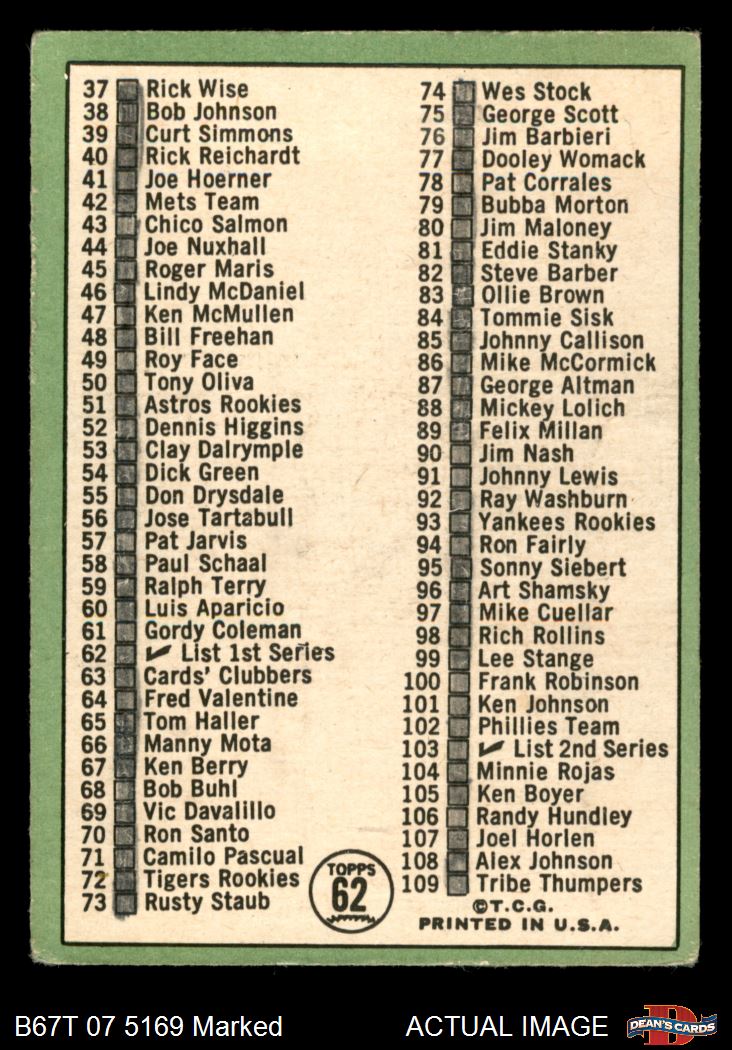 37 Rick Wise
38 Bob Johnson
39 Curt Simmons
40 Rick Reichardt
41 Joe Hoerner
42 Mets Team
43 Chico Salmon
44 Joe Nuxhall
45 Roger Maris
46 Lindy McDaniel
47 Ken McMullen
48 Bill Freehan
49 Roy Face
50 Tony Oliva
51 Astros Rookies
52 Dennis Higgins
53 Clay Dalrymple
54 Dick Green
55 Don Drysdale
56 Jose Tartabull
57 Pat Jarvis
58 Paul Schaal
59 Ralph Terry
60 Luis Aparicio
61 Gordy Coleman
62 ✔ List 1st Series
63 Cards' Clubbers
64 Fred Valentine
65 Tom Haller
66 Manny Mota
67 Ken Berry
68 Bob Buhl
69 Vic Davalillo
70 Ron Santo
71 Camilo Pascual
72 Tigers Rookies
73 Rusty Staub
TOPPS
62
74 Wes Stock
75 George Scott
76 Jim Barbieri
77 Dooley Womack
78 Pat Corrales
79 Bubba Morton
80 Jim Maloney
81 Eddie Stanky
82 Steve Barber
83 Ollie Brown
84 Tommie Sisk
85 Johnny Callison
86 Mike McCormick
87 George Altman
88 Mickey Lolich
89 Felix Millan
90 Jim Nash
91 Johnny Lewis
92 Ray Washburn
93 Yankees Rookies
94 Ron Fairly
95 Sonny Siebert
96 Art Shamsky
97 Mike Cuellar
98 Rich Rollins
99 Lee Stange
100 Frank Robinson
101 Ken Johnson
102 Phillies Team
103 ✔ List 2nd Series
104 Minnie Rojas
105 Ken Boyer
106 Randy Hundley
107 Joel Horlen
108 Alex Johnson
109 Tribe Thumpers
©T.C.G.
PRINTED IN U.S.A.
B67T 07 5169 Marked
ACTUAL IMAGE
D
DEAN'S CARDS